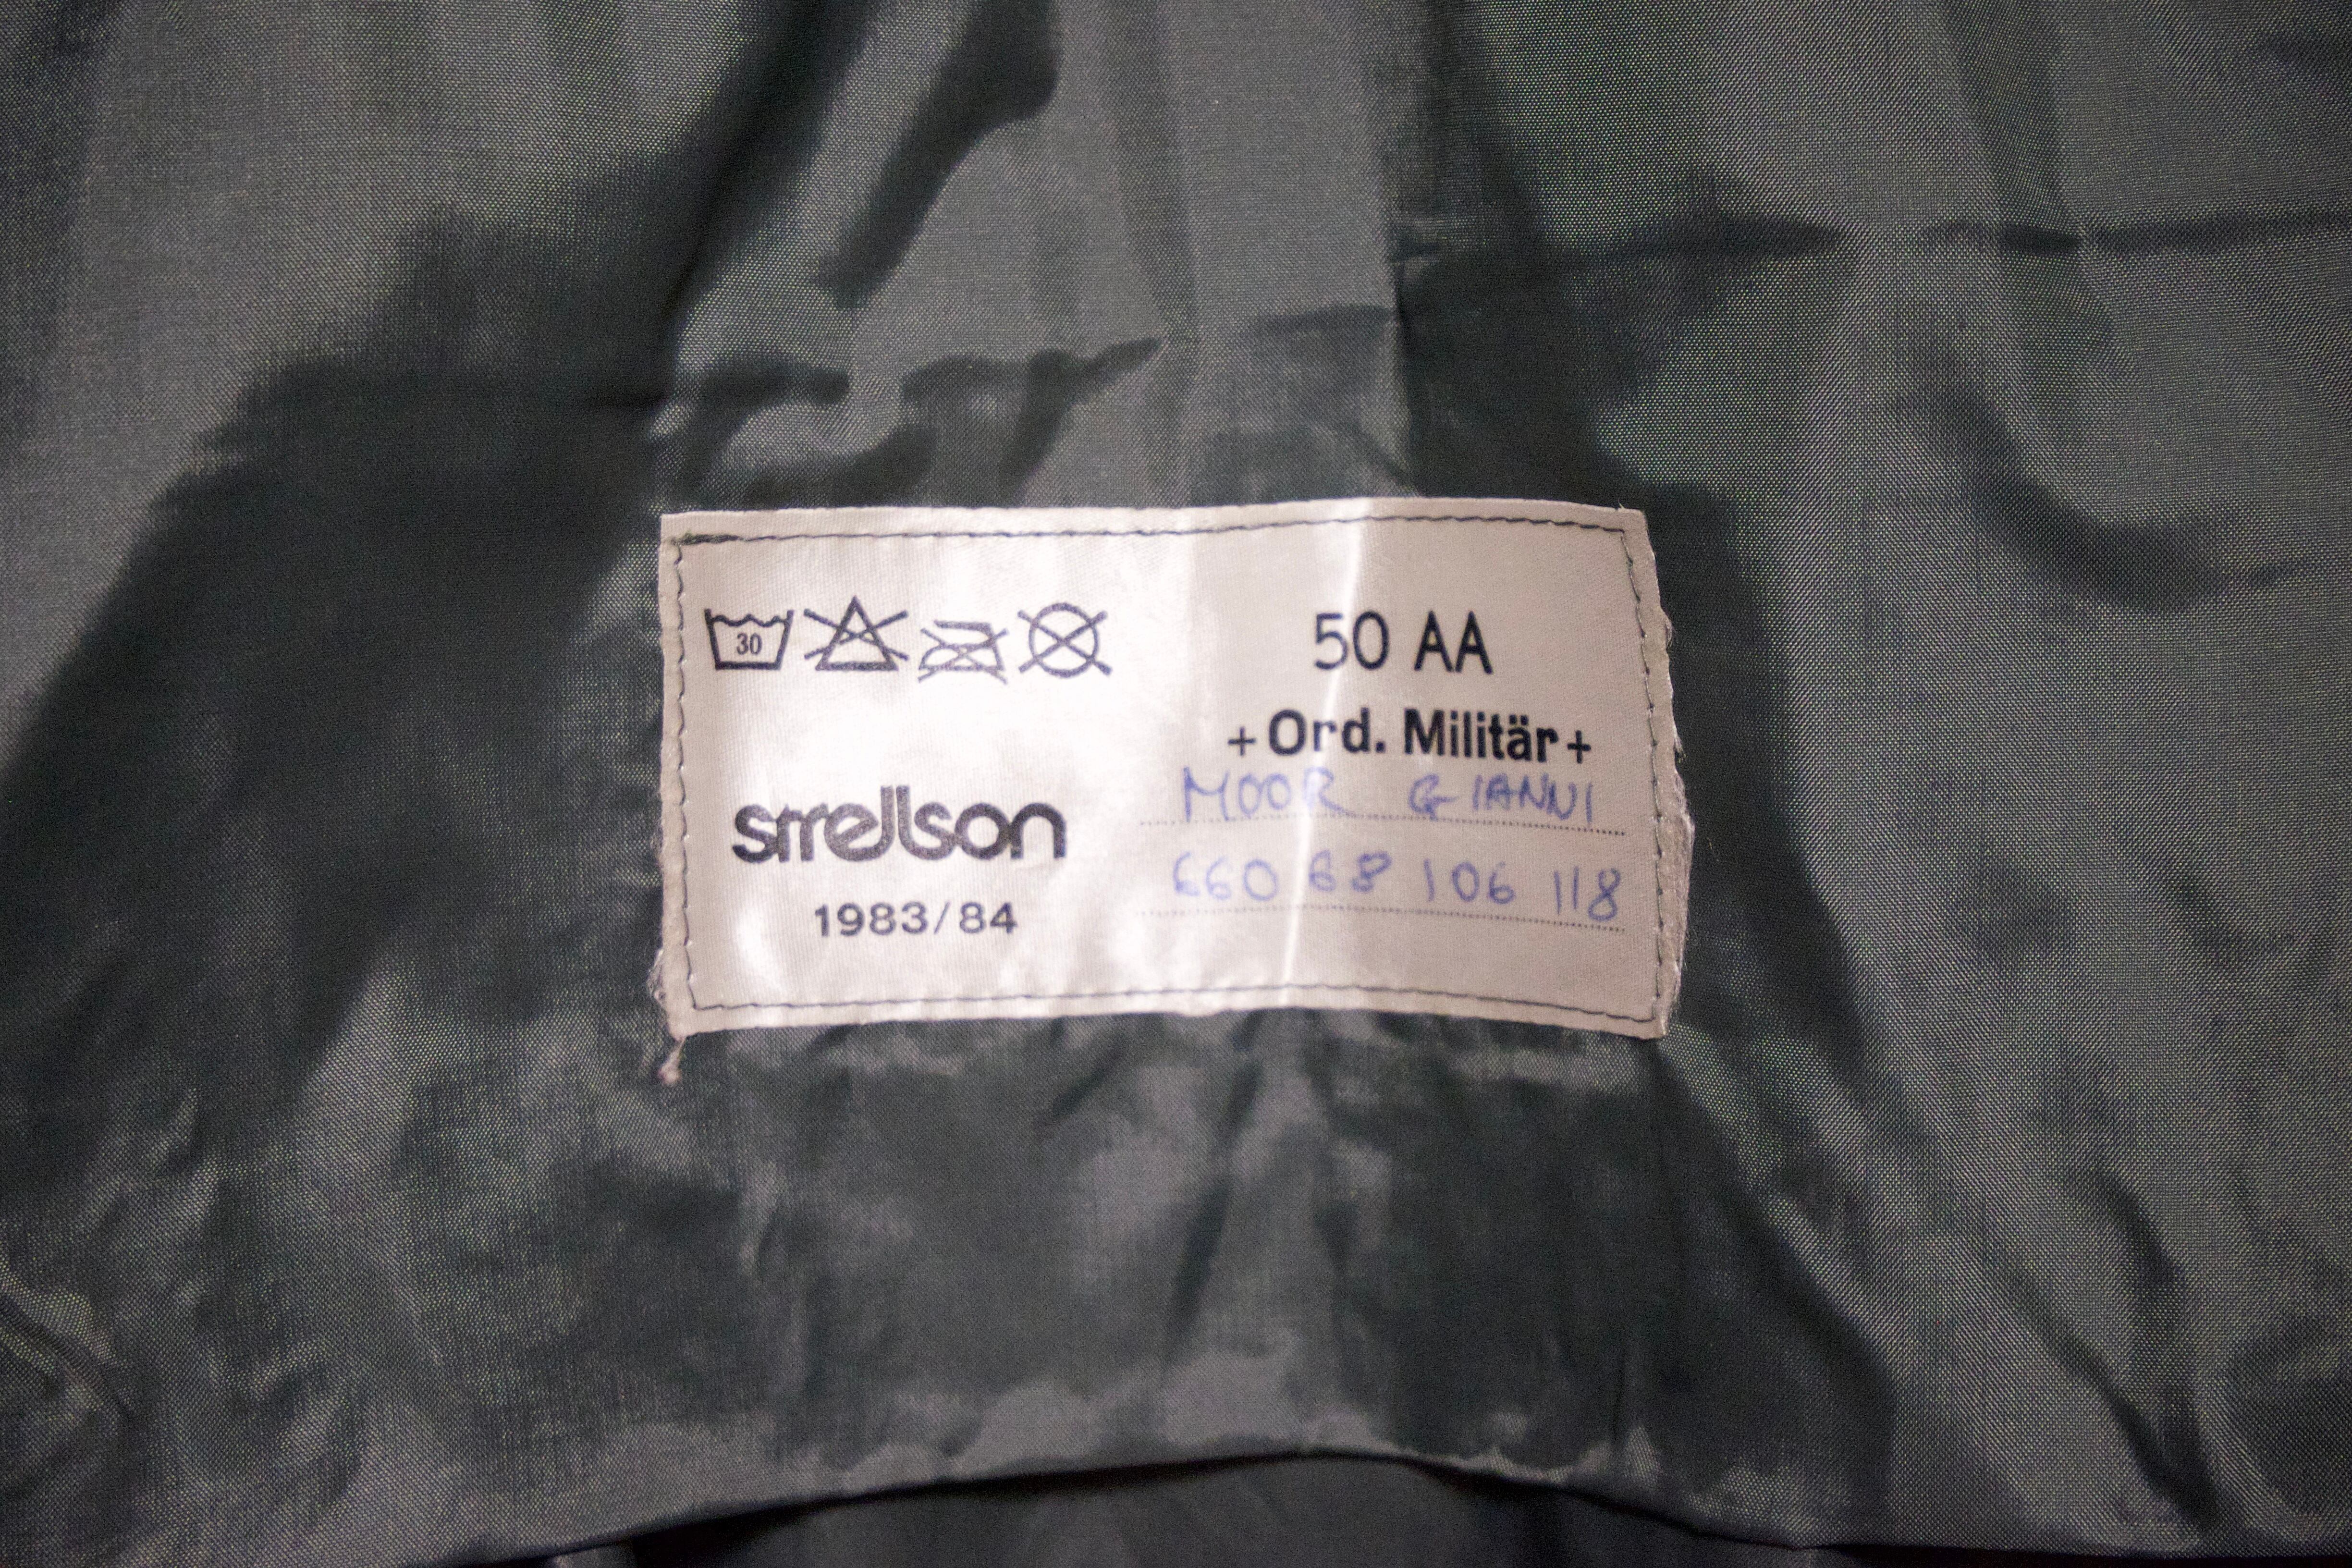 30
50 AA
+Ord. Militär+
MOOR GIANNI
660 68 106 118
strellson
1983/84